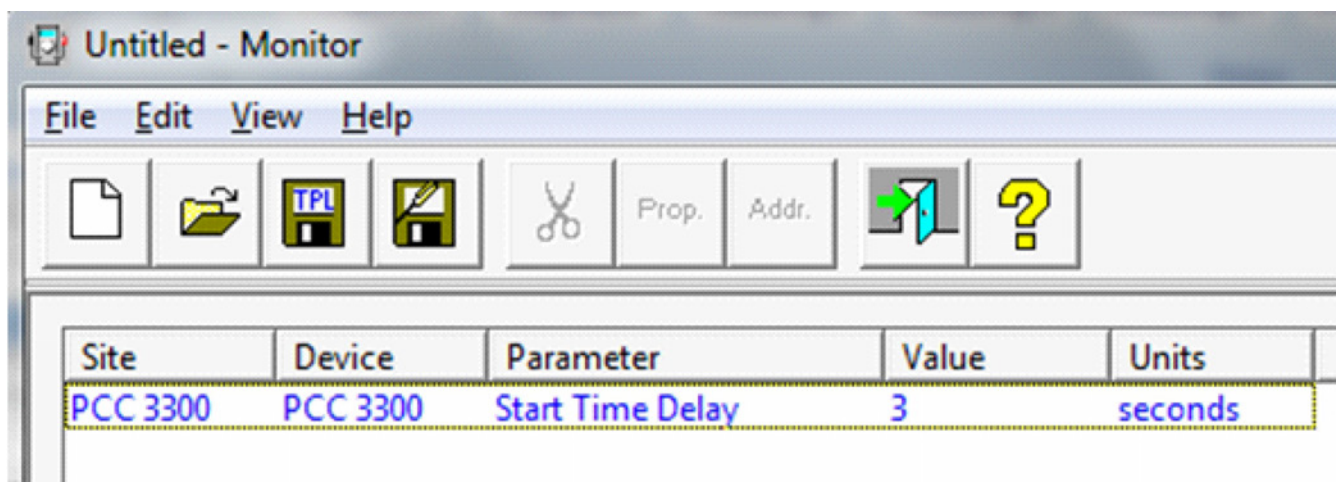 Untitled - Monitor
File Edit View Help
TPL Prop. Addr. ?
Site Device Parameter Value Units
PCC 3300 PCC 3300 Start Time Delay 3 seconds